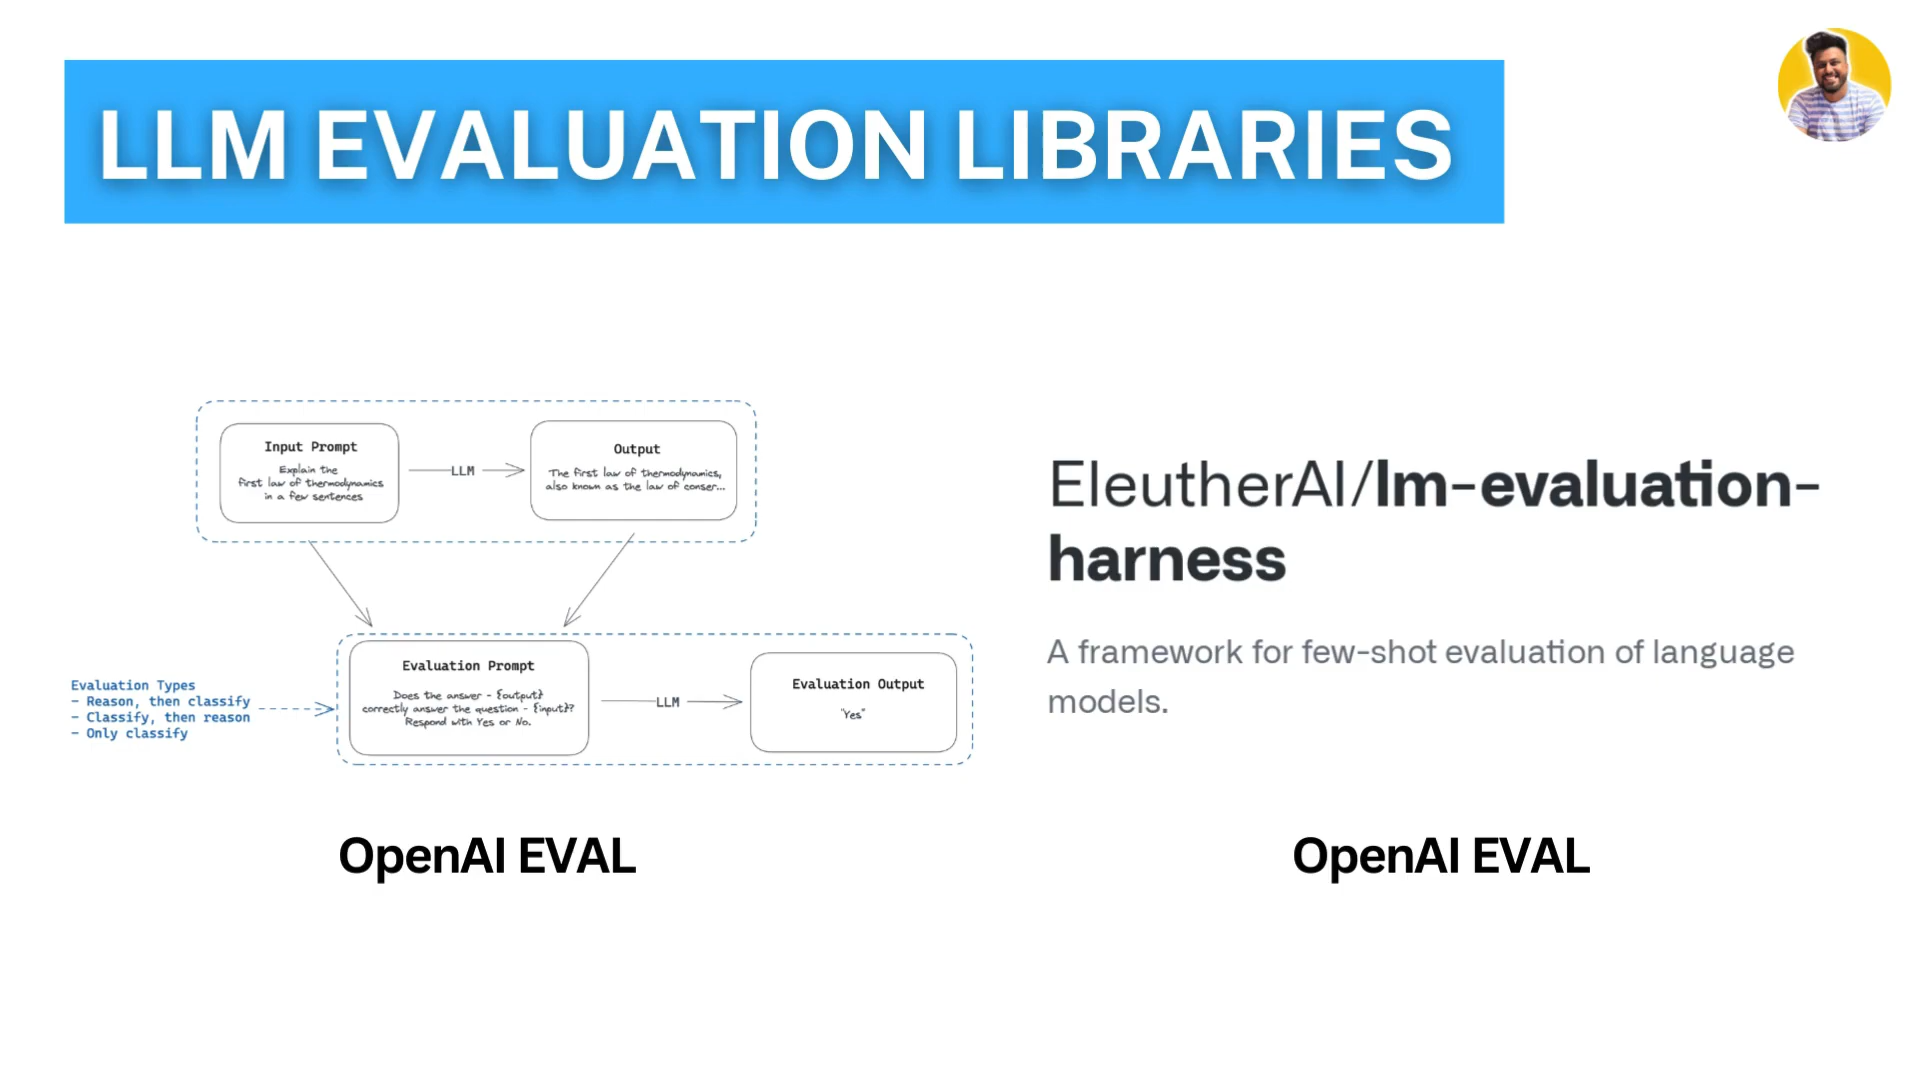 LLM EVALUATION LIBRARIES
Input Prompt
Explain the
first law of thermodynamics
in a few sentences
LLM
Output
The first law of thermodynamics,
also known as the law of conser...
Evaluation Types
- Reason, then classify
- Classify, then reason
- Only classify
Evaluation Prompt
Does the answer - {output}
correctly answer the question - {input}?
Respond with Yes or No.
LLM
Evaluation Output
"Yes"
OpenAI EVAL
EleutherAI/lm-evaluation-
harness
A framework for few-shot evaluation of language
models.
OpenAI EVAL